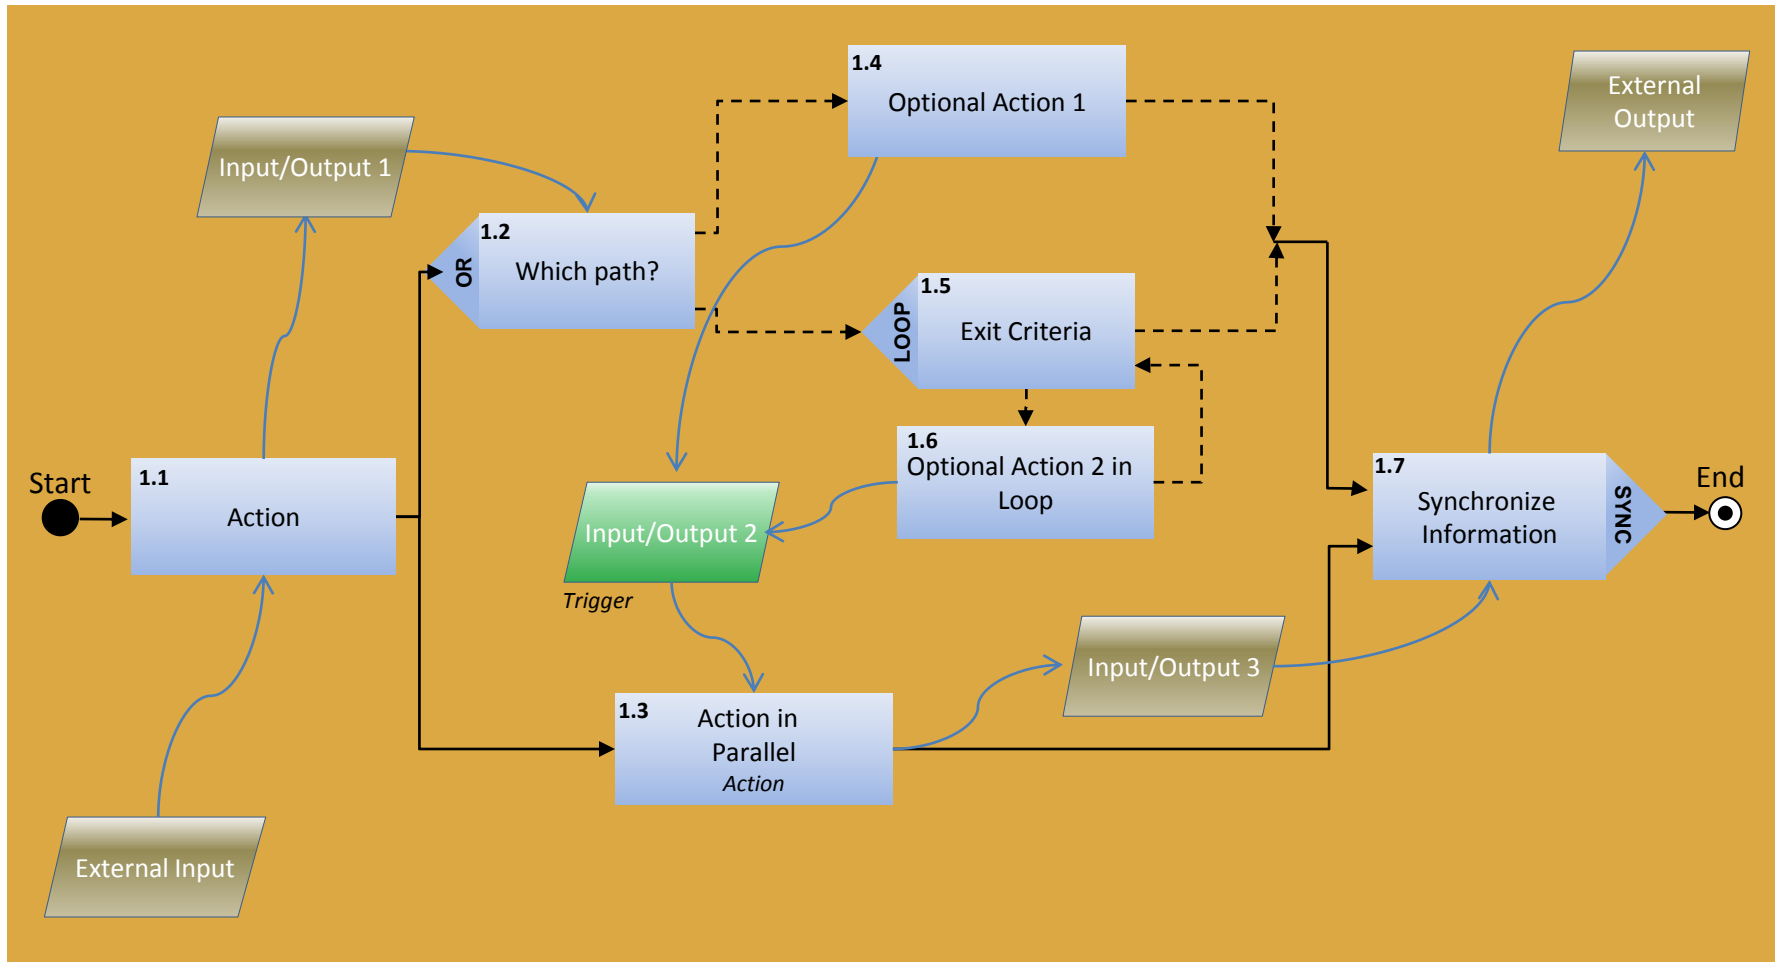 1.4
Optional Action 1
External
Output
Input/Output 1
OR
1.2
Which path?
LOOP
1.5
Exit Criteria
1.6
Optional Action 2 in
Loop
Start
1.1
Action
Input/Output 2
Trigger
1.7
Synchronize
Information
SYNC
End
1.3
Action in
Parallel
Action
Input/Output 3
External Input